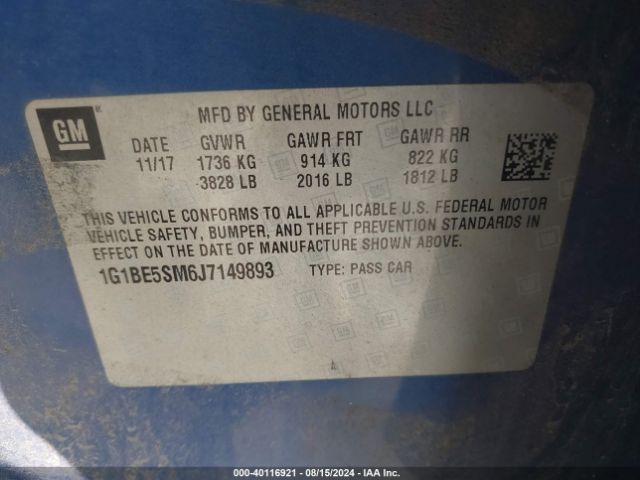 GM
MFD BY GENERAL MOTORS LLC
DATE GVWR GAWR FRT GAWR RR
11/17 1736 KG 914 KG 822 KG
3828 LB 2016 LB 1812 LB
THIS VEHICLE CONFORMS TO ALL APPLICABLE U.S. FEDERAL MOTOR
VEHICLE SAFETY, BUMPER, AND THEFT PREVENTION STANDARDS IN
EFFECT ON THE DATE OF MANUFACTURE SHOWN ABOVE.
1G1BE5SM6J7149893 TYPE: PASS CAR
000-40116921 - 08/15/2024 - IAA Inc.